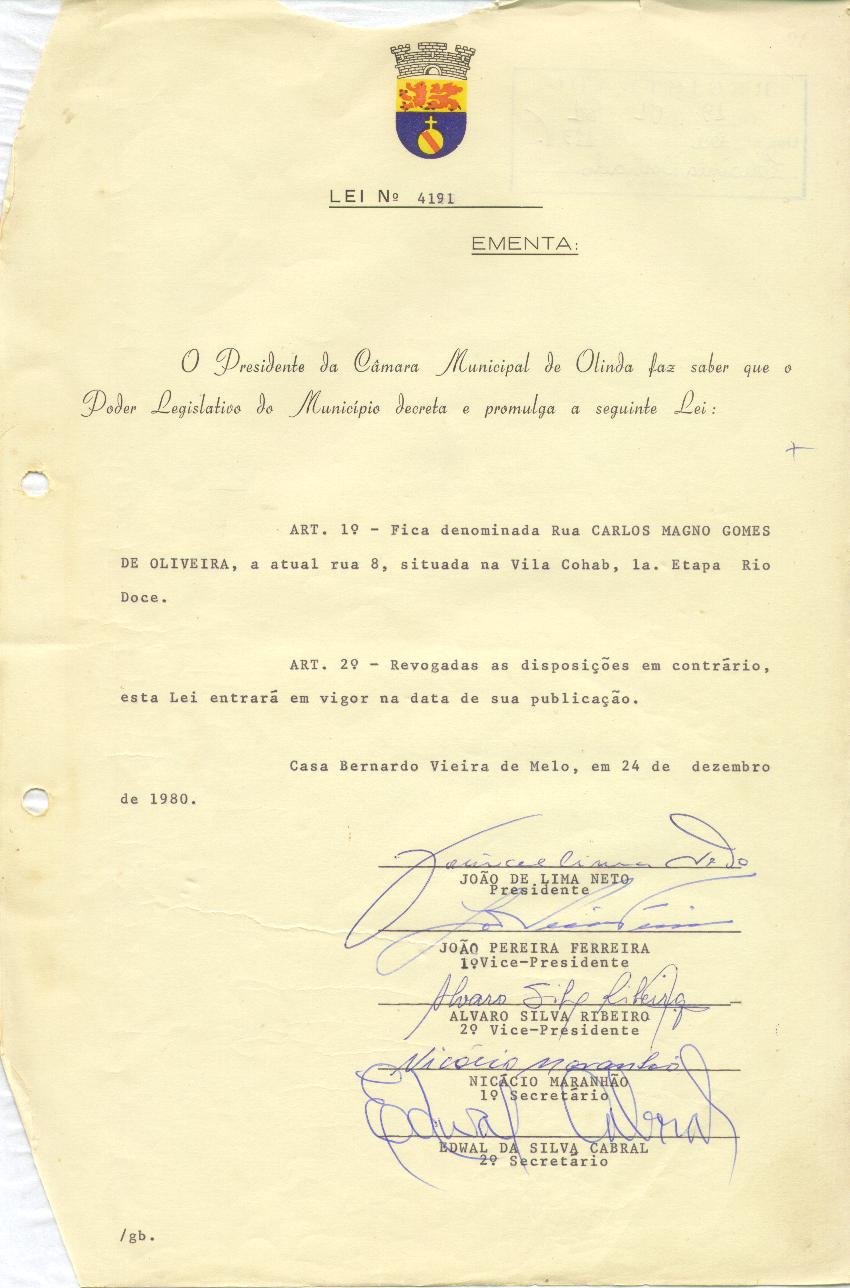 LEI Nº 4191
EMENTA:
O Presidente da Câmara Municipal de Olinda faz saber que o
Poder Legislativo do Município decreta e promulga a seguinte Lei:
ART. 1º - Fica denominada Rua CARLOS MAGNO GOMES
DE OLIVEIRA, a atual rua 8, situada na Vila Cohab, 1a. Etapa Rio
Doce.
ART. 2º - Revogadas as disposições em contrário,
esta Lei entrará em vigor na data de sua publicação.
Casa Bernardo Vieira de Melo, em 24 de dezembro
de 1980.
JOÃO DE LIMA NETO
Presidente
JOÃO PEREIRA FERREIRA
1ºVice-Presidente
Alvaro Silva Ribeiro
ALVARO SILVA RIBEIRO
2º Vice-Presidente
Nicácio Maranhão
NICÁCIO MARANHÃO
1º Secretário
Edwal Cabral
EDWAL DA SILVA CABRAL
2º Secretário
/gb.